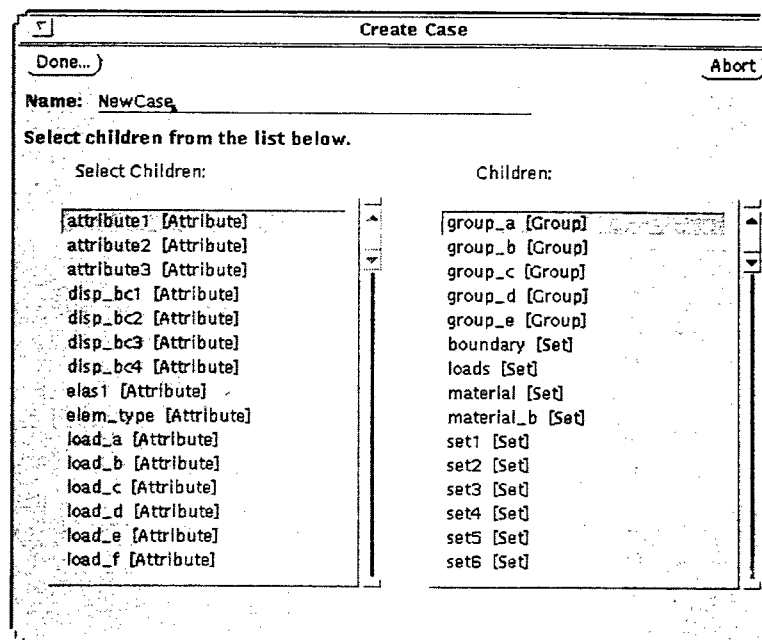 Create Case
Done...
Abort
Name: NewCase
Select children from the list below.
Select Children:
attribute1 [Attribute]
attribute2 [Attribute]
attribute3 [Attribute]
disp_bc1 [Attribute]
disp_bc2 [Attribute]
disp_bc3 [Attribute]
disp_bc4 [Attribute]
elas1 [Attribute]
elem_type [Attribute]
load_a [Attribute]
load_b [Attribute]
load_c [Attribute]
load_d [Attribute]
load_e [Attribute]
load_f [Attribute]
Children:
group_a [Group]
group_b [Group]
group_c [Group]
group_d [Group]
group_e [Group]
boundary [Set]
loads [Set]
material [Set]
material_b [Set]
set1 [Set]
set2 [Set]
set3 [Set]
set4 [Set]
set5 [Set]
set6 [Set]